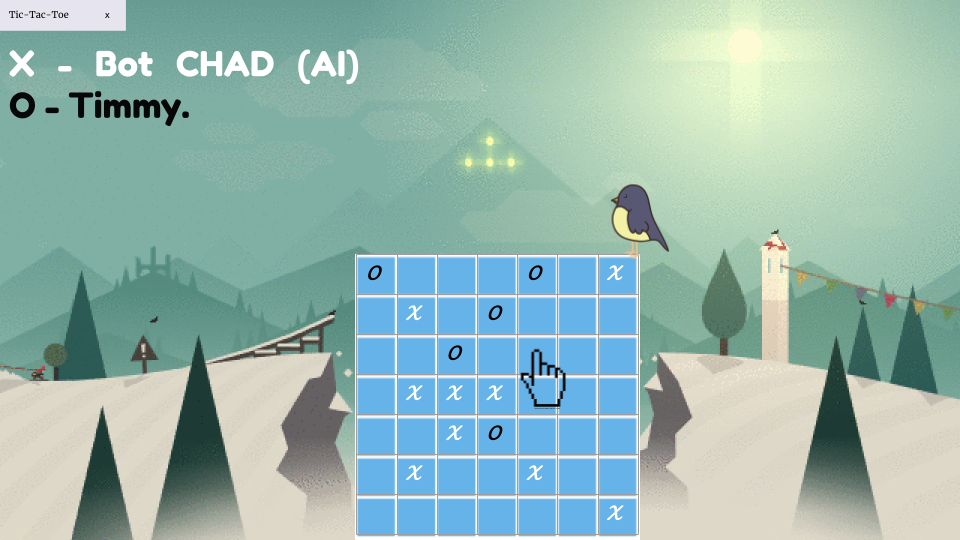 Tic-Tac-Toe x
X - Bot CHAD (AI)
O - Timmy.
O O X
X O
O
X X X
X O
X X
X